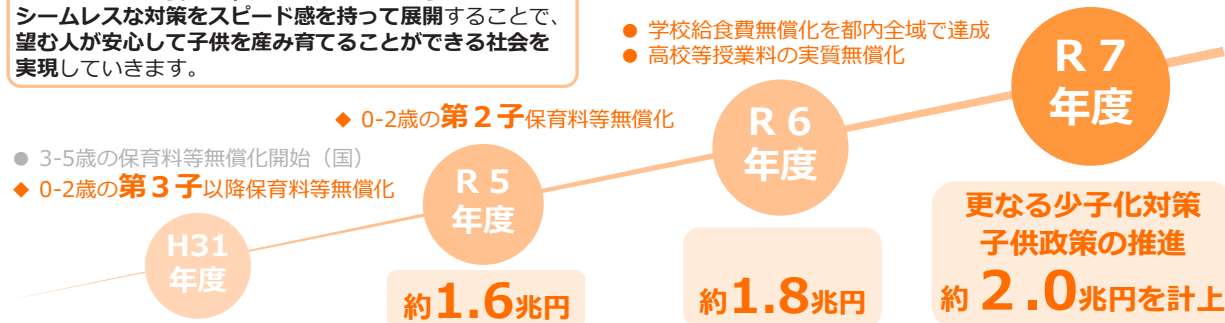 シームレスな対策をスピード感を持って展開することで、
望む人が安心して子供を産み育てることができる社会を
実現していきます。
● 学校給食費無償化を都内全域で達成
● 高校等授業料の実質無償化
R 7
年度
◆ 0-2歳の第２子保育料等無償化
R 6
年度
● 3-5歳の保育料等無償化開始（国）
◆ 0-2歳の第３子以降保育料等無償化
R 5
年度
H31
年度
更なる少子化対策
子供政策の推進
約1.6兆円
約1.8兆円
約２.0兆円を計上